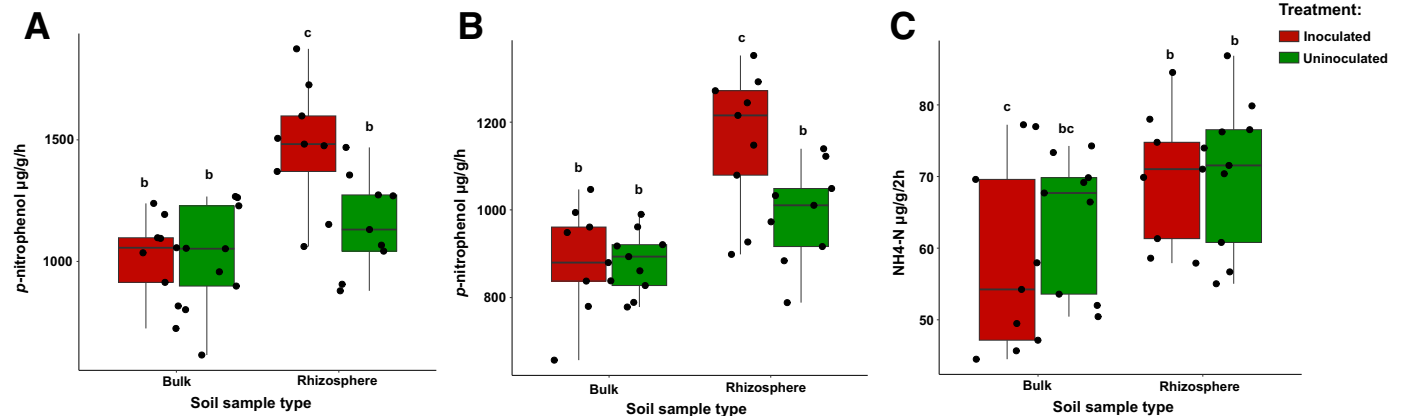 A
p-nitrophenol µg/g/h
1500
1000
b
b
c
b
Bulk
Rhizosphere
Soil sample type
B
p-nitrophenol µg/g/h
1200
1000
800
b
b
c
b
Bulk
Rhizosphere
Soil sample type
C
NH4-N µg/g/2h
80
70
60
50
c
bc
b
b
Bulk
Rhizosphere
Soil sample type
Treatment:
Inoculated
Uninoculated